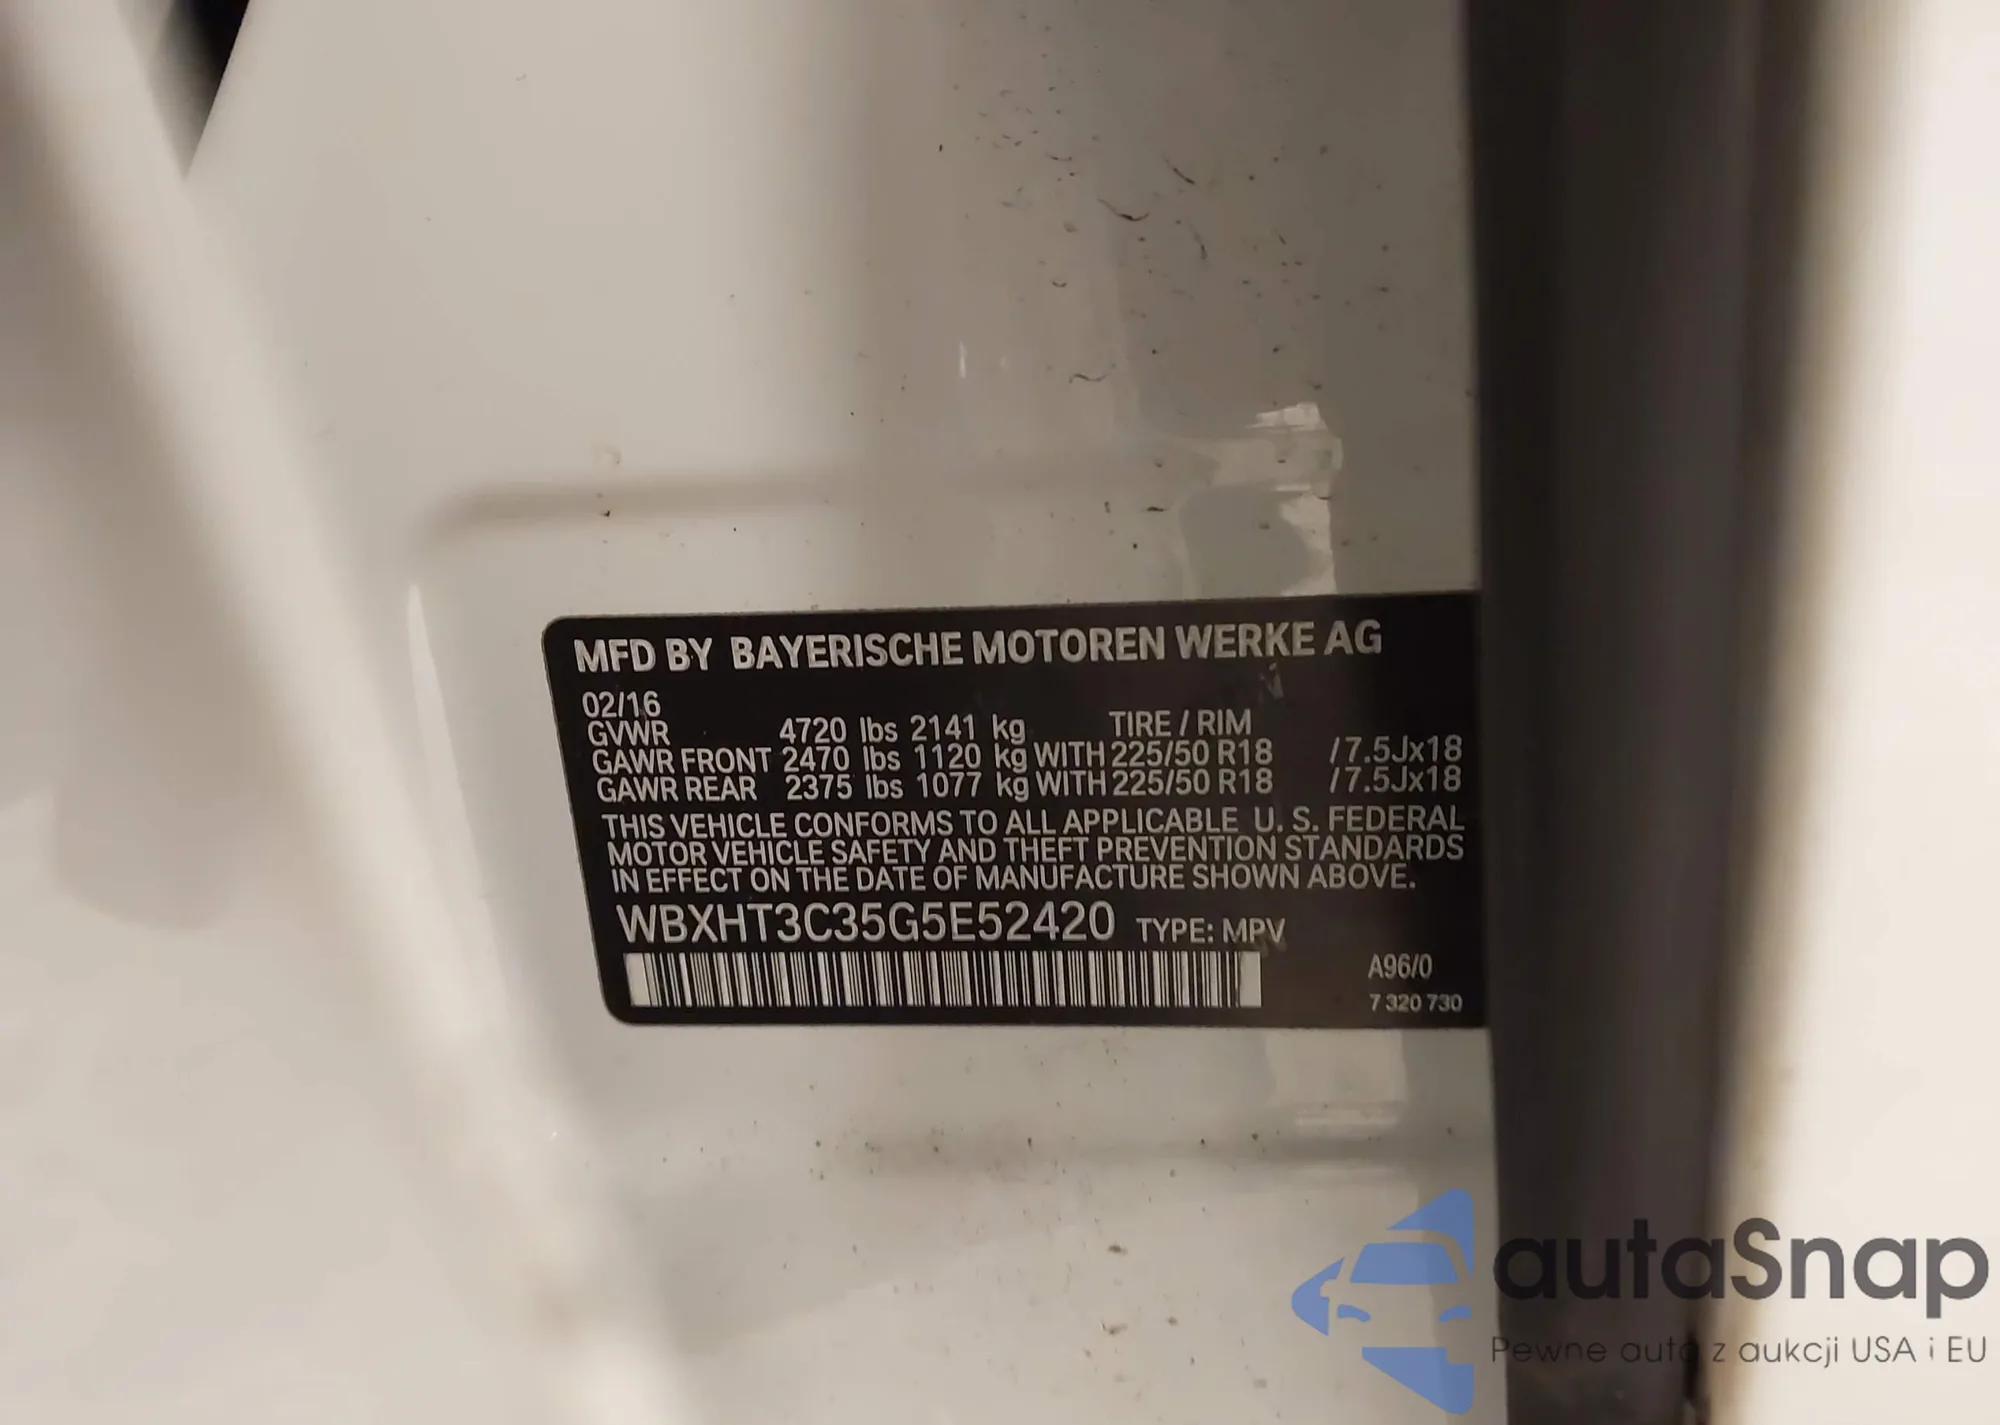 MFD BY BAYERISCHE MOTOREN WERKE AG
02/16
GVWR 4720 lbs 2141 kg TIRE / RIM
GAWR FRONT 2470 lbs 1120 kg WITH 225/50 R18 /7.5Jx18
GAWR REAR 2375 lbs 1077 kg WITH 225/50 R18 /7.5Jx18
THIS VEHICLE CONFORMS TO ALL APPLICABLE U. S. FEDERAL
MOTOR VEHICLE SAFETY AND THEFT PREVENTION STANDARDS
IN EFFECT ON THE DATE OF MANUFACTURE SHOWN ABOVE.
WBXHT3C35G5E52420 TYPE: MPV
A96/0
7 320 730
autaSnap
Pewne auta z aukcji USA i EU